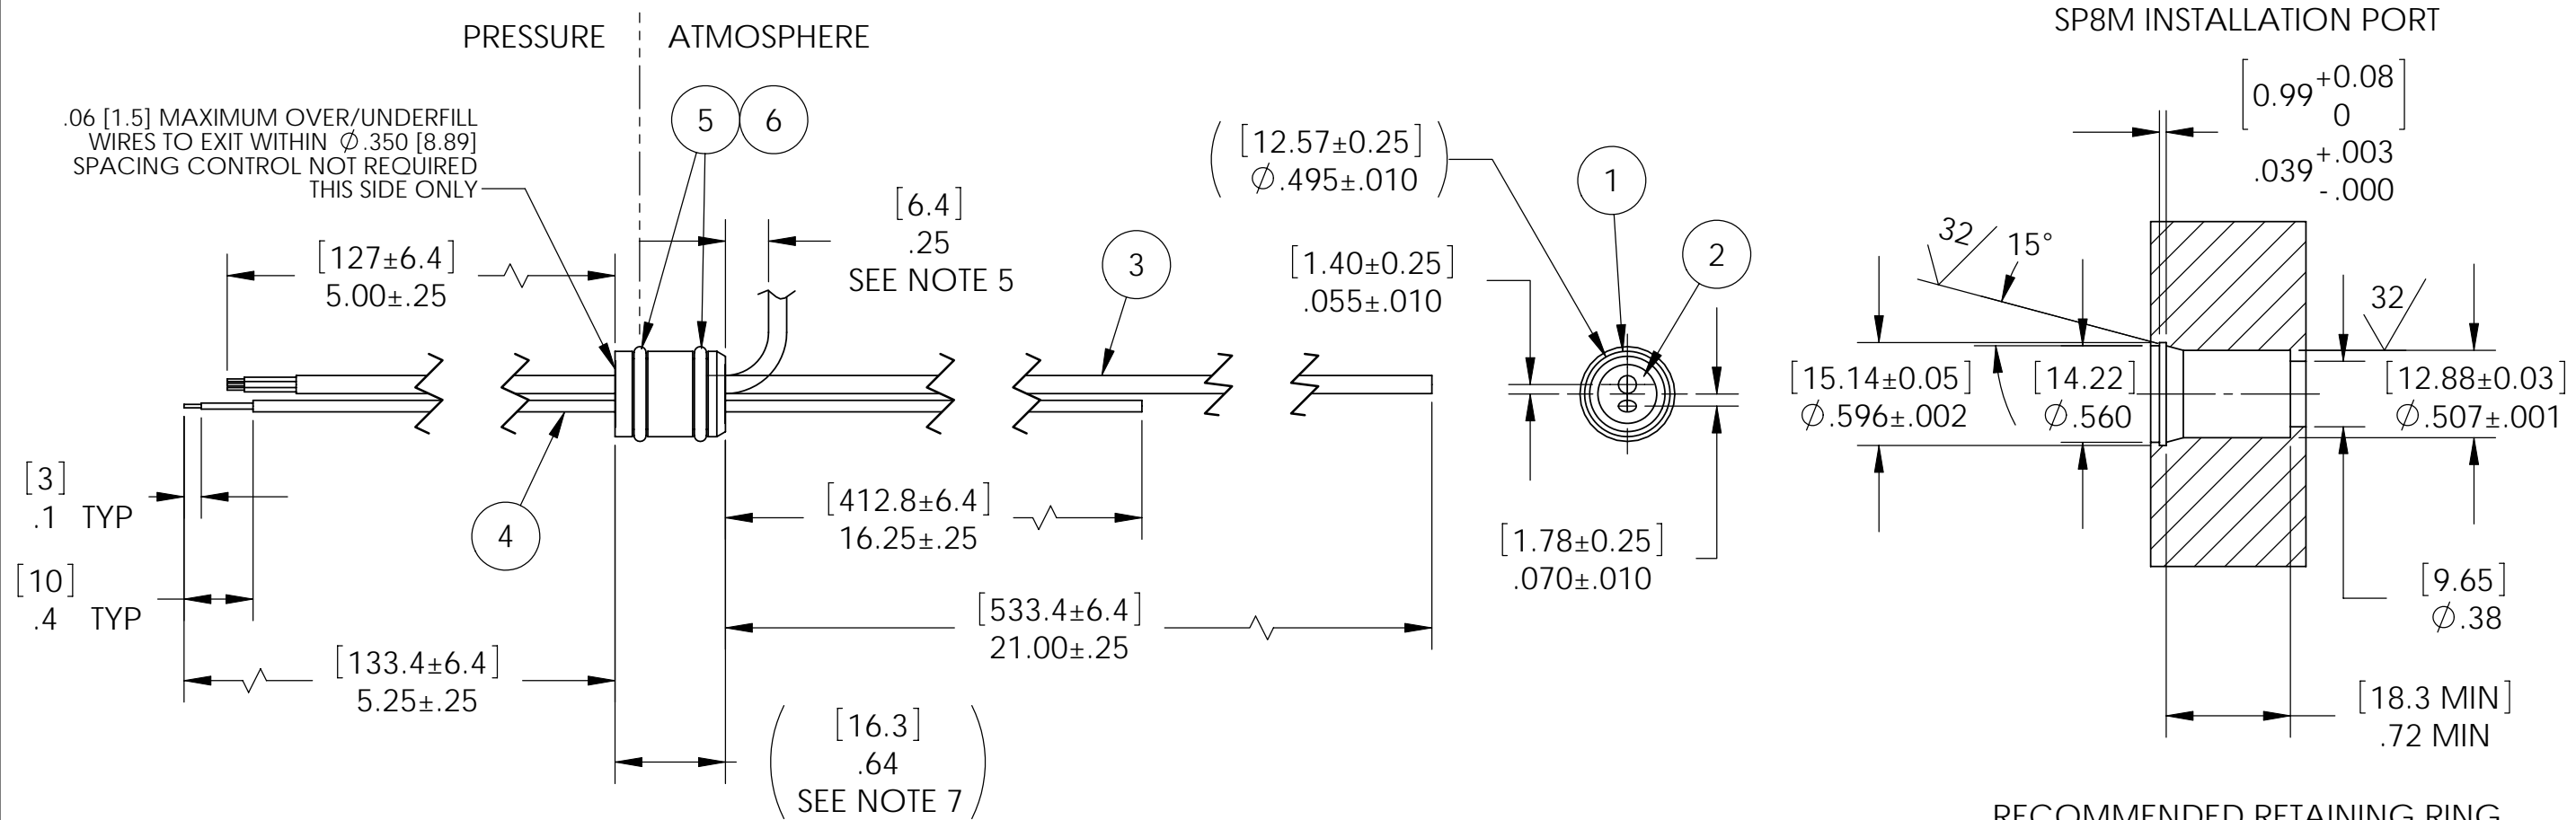 PRESSURE
ATMOSPHERE
SP8M INSTALLATION PORT
.06 [1.5] MAXIMUM OVER/UNDERFILL
WIRES TO EXIT WITHIN ∅.350 [8.89]
SPACING CONTROL NOT REQUIRED
THIS SIDE ONLY
5
6
[127±6.4]
5.00±.25
[6.4]
.25
SEE NOTE 5
3
([12.57±0.25]
∅.495±.010)
1
2
[1.40±0.25]
.055±.010
[0.99 +0.08
0]
.039 +.003
-.000
32
15°
32
[15.14±0.05]
∅.596±.002
[14.22]
∅.560
[12.88±0.03]
∅.507±.001
[3]
.1 TYP
[10]
.4 TYP
4
[412.8±6.4]
16.25±.25
[1.78±0.25]
.070±.010
[9.65]
∅.38
[533.4±6.4]
21.00±.25
[133.4±6.4]
5.25±.25
([16.3]
.64
SEE NOTE 7)
[18.3 MIN]
.72 MIN
RECOMMENDED RETAINING RING